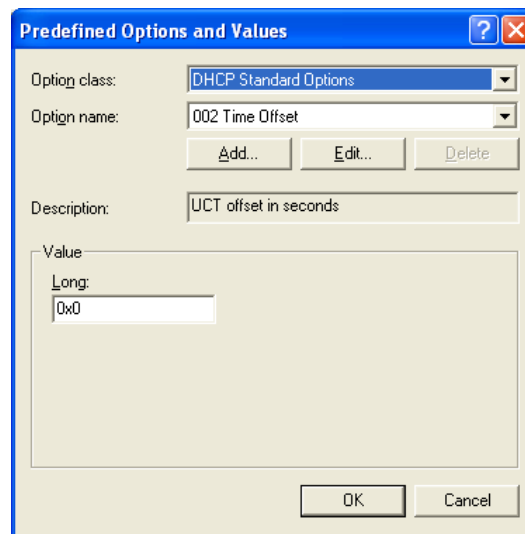 Predefined Options and Values
Option class: DHCP Standard Options
Option name: 002 Time Offset
Add... Edit... Delete
Description: UCT offset in seconds
Value
Long:
0x0
OK Cancel